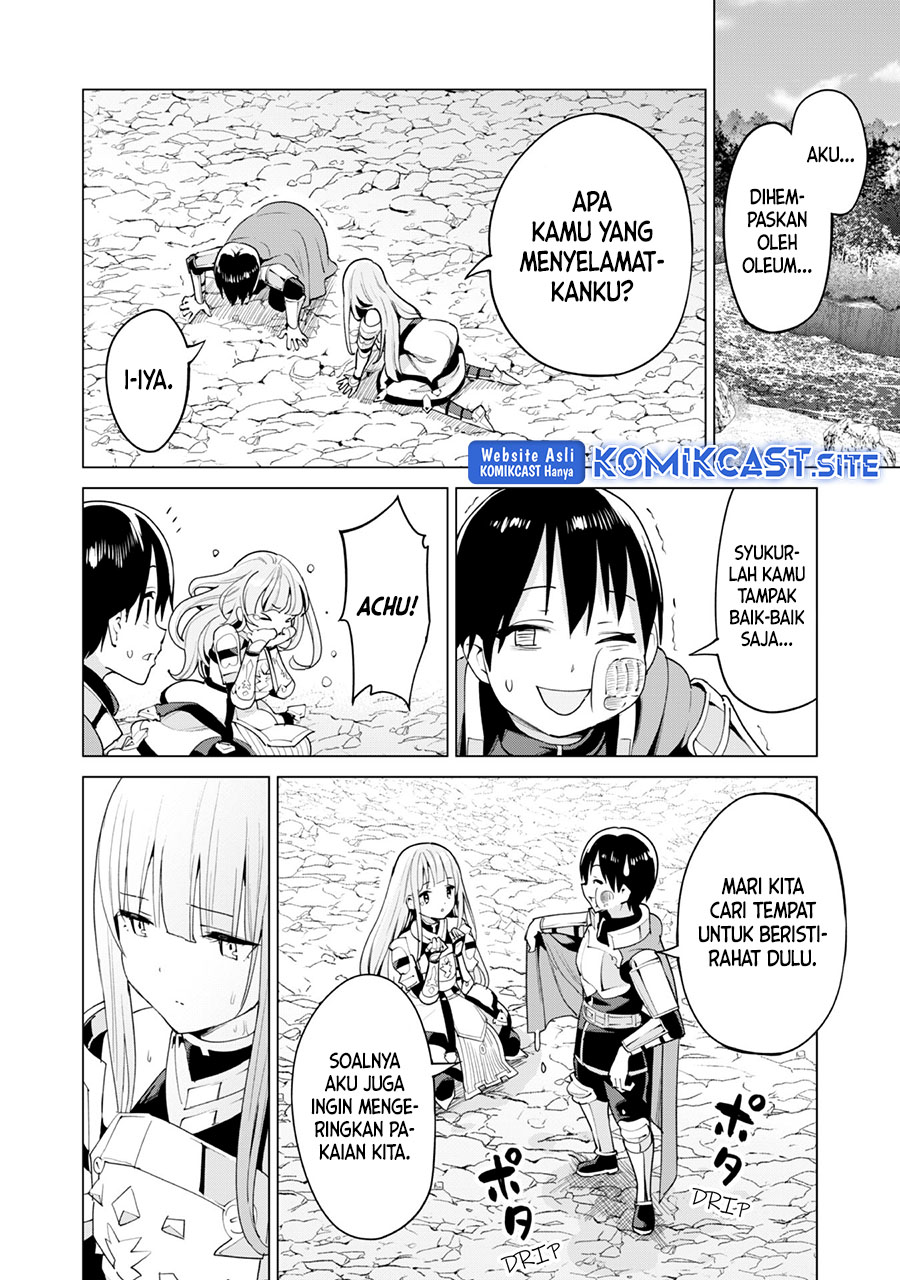 AKU...
DIHEM-
PASKAN
OLEH
OLEUM...
APA
KAMU YANG
MENYELAMAT-
KANKU?
I-IYA.
Website Asli
KOMIKCAST Hanya
KOMIKCAST.SITE
SYUKUR-
LAH KAMU
TAMPAK
BAIK-BAIK
SAJA...
ACHU!
MARI KITA
CARI TEMPAT
UNTUK BERISTI-
RAHAT DULU.
SOALNYA
AKU JUGA
INGIN MENGE-
RINGKAN PA-
KAIAN KITA.
ポタ
DRIP
ポタ
DRIP